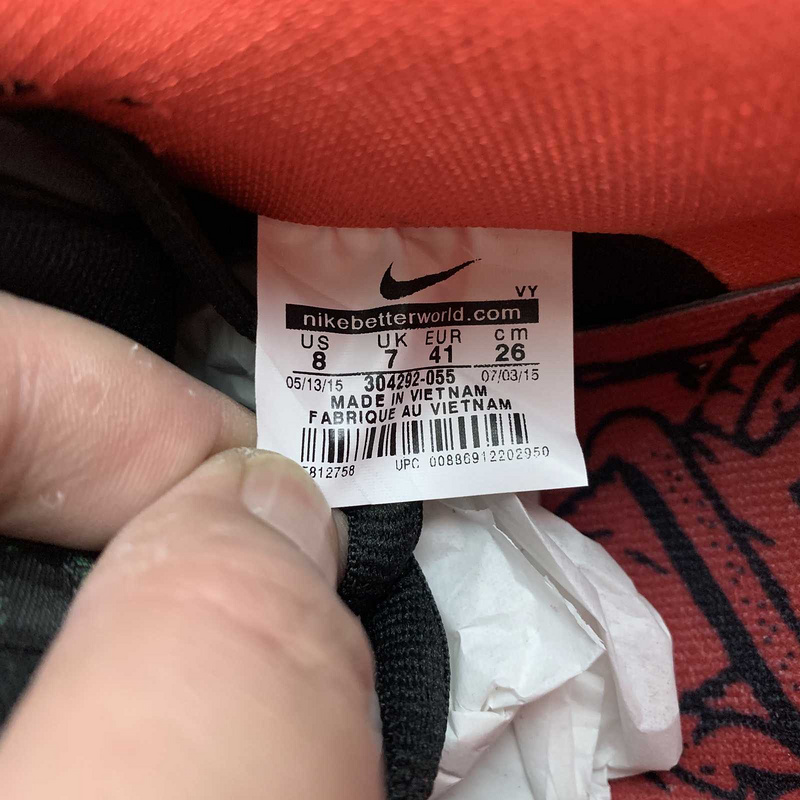 VY
nikebetterworld.com
US UK EUR cm
8 7 41 26
05/13/15 304292-055 07/03/15
MADE IN VIETNAM
FABRIQUE AU VIETNAM
812758 UPC 00886912202950